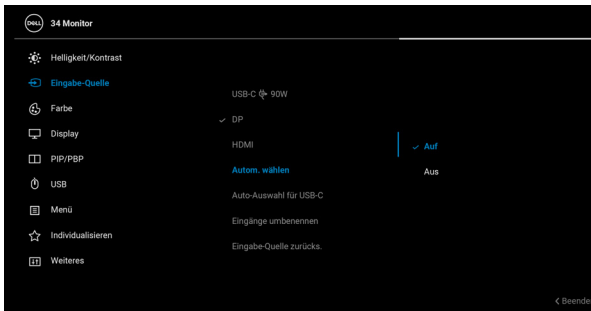 DELL 34 Monitor
Helligkeit/Kontrast
Eingabe-Quelle
Farbe
Display
PIP/PBP
USB
Menü
Individualisieren
Weiteres
USB-C 90W
DP
HDMI
Autom. wählen
Auto-Auswahl für USB-C
Eingänge umbenennen
Eingabe-Quelle zurücks.
Auf
Aus
Beende